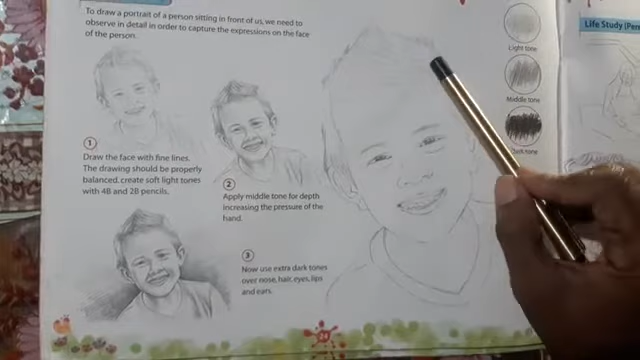 To draw a portrait of a person sitting in front of us, we need to
observe in detail in order to capture the expressions on the face
of the person.
Light tone
Middle tone
Dark tone
Life Study (Pen
1
Draw the face with fine lines.
The drawing should be properly
balanced, create soft light tones
with 4B and 2B pencils.
2
Apply middle tone for depth
increasing the pressure of the
hand.
3
Now use extra dark tones
over nose, hair, eyes, lips
and ears.